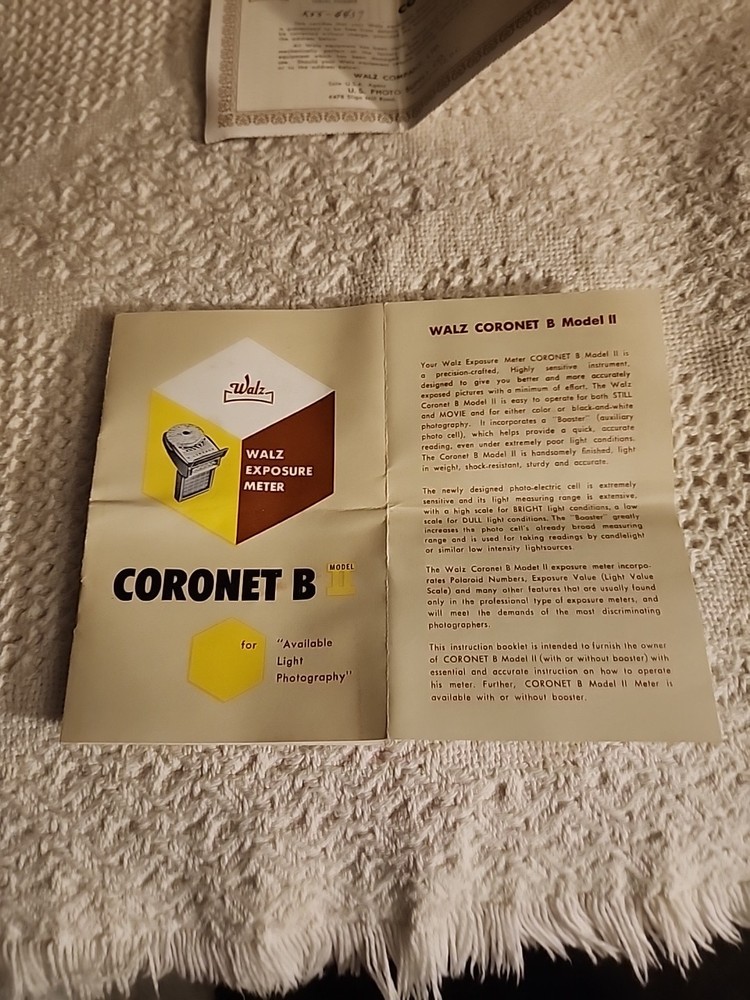 WALZ COMPA
U.S. PHOTO
Walz
WALZ
EXPOSURE
METER
CORONET B MODEL
II
for "Available
Light
Photography"
WALZ CORONET B Model II
Your Walz Exposure Meter CORONET B Model II is
a precision-crafted, Highly sensitive instrument,
designed to give you better and more accurately
exposed pictures with a minimum of effort. The Walz
Coronet B Model II is easy to operate for both STILL
and MOVIE and for either color or black-and-white
photography. It incorporates a "Booster" (auxiliary
photo cell), which helps provide a quick, accurate
reading, even under extremely poor light conditions.
The Coronet B Model II is handsomely finished, light
in weight, shock-resistant, sturdy and accurate.
The newly designed photo-electric cell is extremely
sensitive and its light measuring range is extensive,
with a high scale for BRIGHT light conditions, a low
scale for DULL light conditions. The "Booster" greatly
increases the photo cell's already broad measuring
range and is used for taking readings by candlelight
or similar low intensity lightsources.
The Walz Coronet B Model II exposure meter incorpo-
rates Polaroid Numbers, Exposure Value (Light Value
Scale) and many other features that are usually found
only in the professional type of exposure meters, and
will meet the demands of the most discriminating
photographers.
This instruction booklet is intended to furnish the owner
of CORONET B Model II (with or without booster) with
essential and accurate instruction on how to operate
his meter. Further, CORONET B Model II Meter is
available with or without booster.